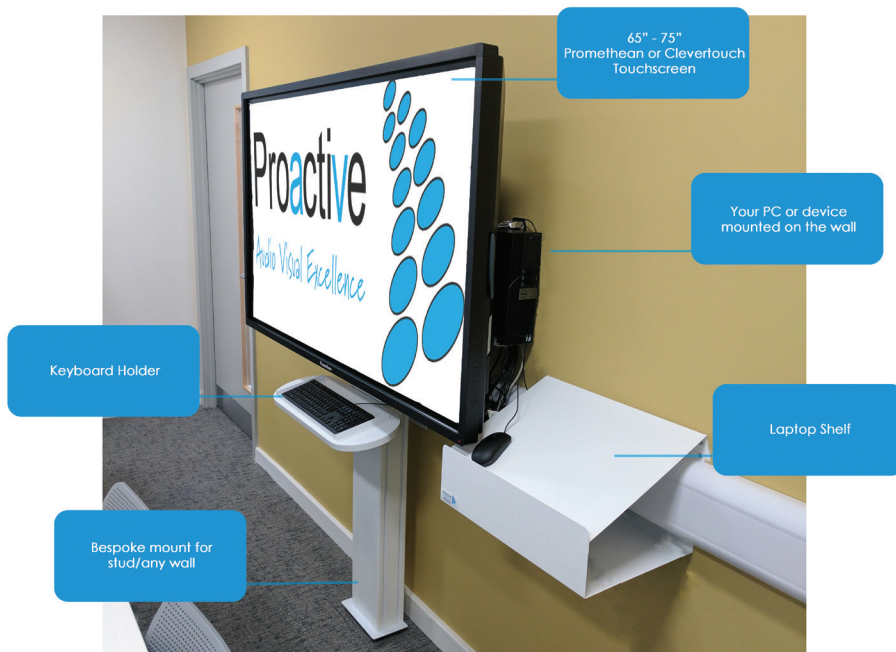 65" - 75"
Promethean or Clevertouch
Touchscreen
Proactive
Audio Visual Excellence
Your PC or device
mounted on the wall
Keyboard Holder
Laptop Shelf
Bespoke mount for
stud/any wall